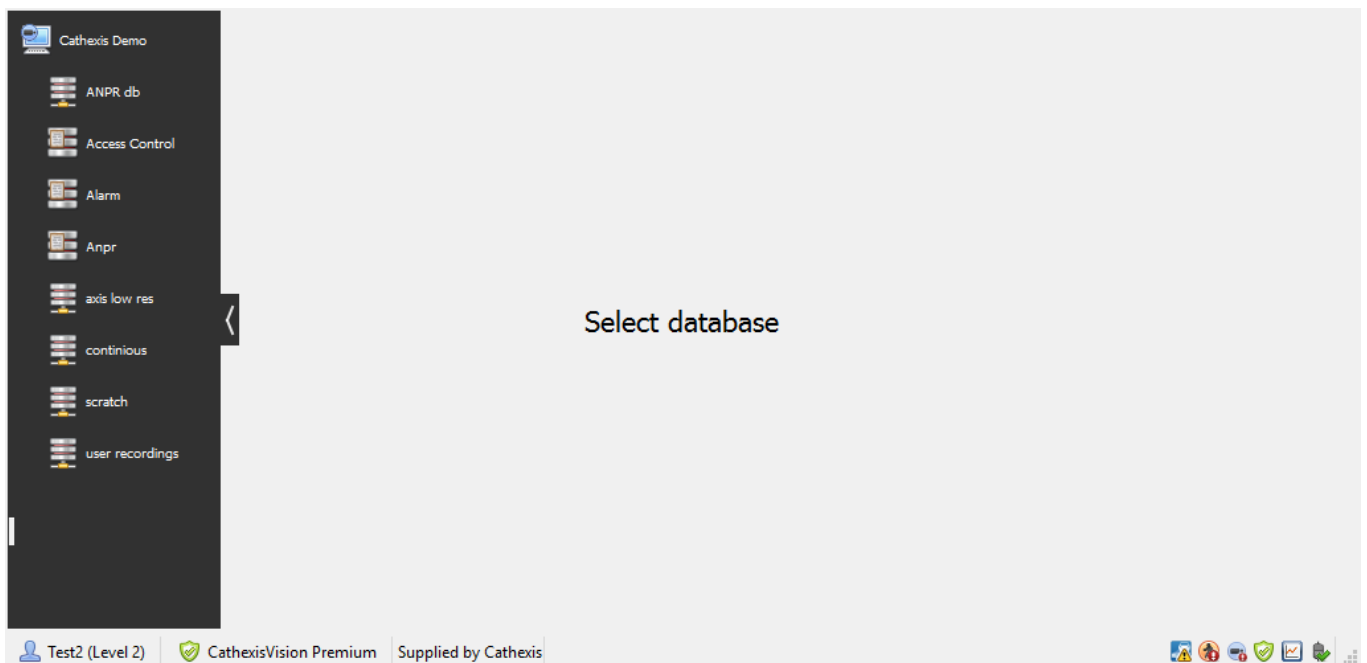 Cathexis Demo
ANPR db
Access Control
Alarm
Anpr
axis low res
continious
scratch
user recordings
Select database
Test2 (Level 2)
CathexisVision Premium
Supplied by Cathexis